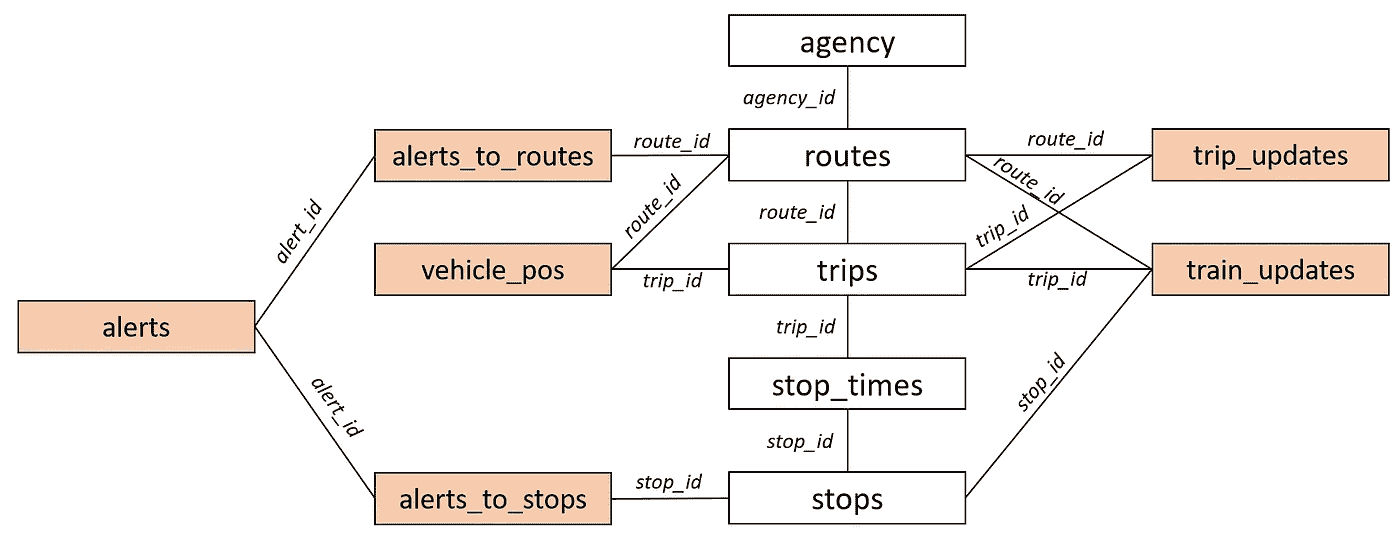 agency
agency_id
alerts_to_routes
route_id
routes
route_id
trip_updates
route_id
route_id
route_id
trip_id
alert_id
vehicle_pos
trip_id
trips
trip_id
train_updates
alerts
trip_id
stop_times
alert_id
stop_id
stop_id
alerts_to_stops
stop_id
stops